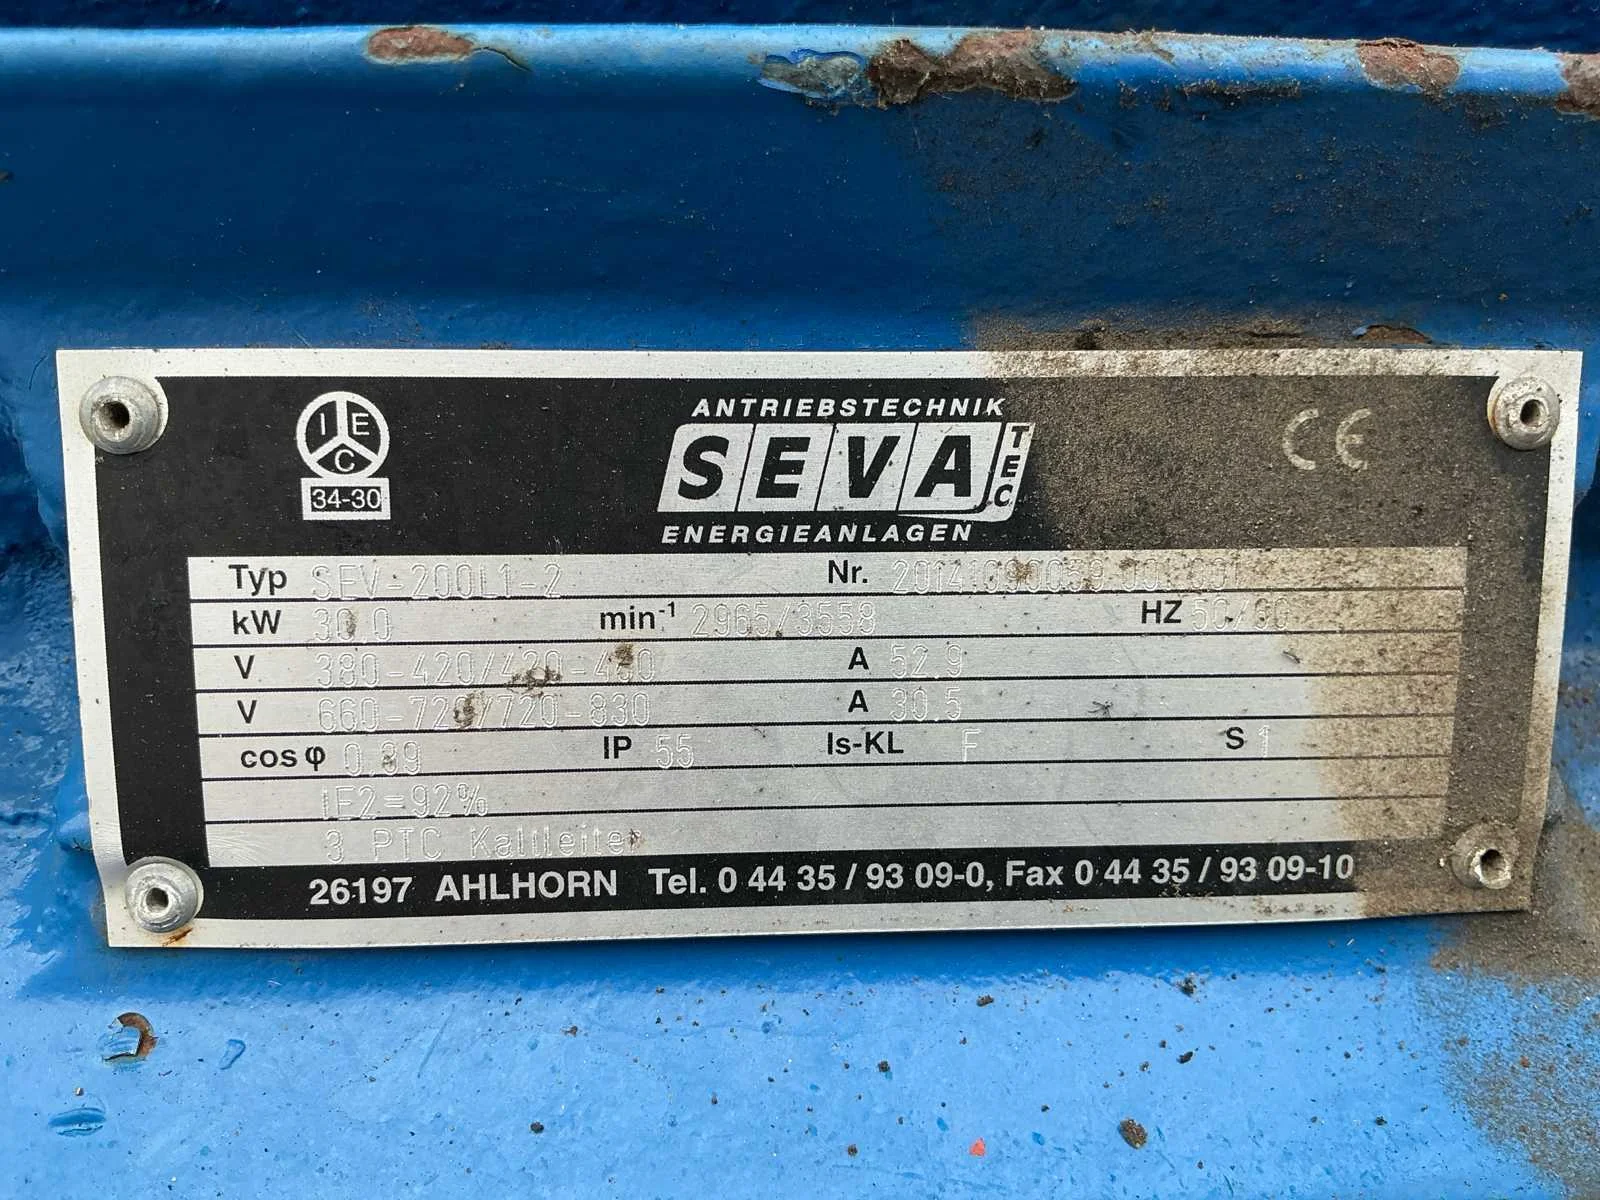 I E C
34-30
ANTRIEBSTECHNIK
SEVA TEC
ENERGIEANLAGEN
CE
Typ SEV-200L1-2 Nr.
kW 30,0 min⁻¹ 2965/3558 HZ 50/60
V 380-420/420-480 A 52,9
V 660-720/720-830 A 30,5
cos φ 0,89 IP 55 Is-KL F S 1
IE2=92%
3 PTC Kaltleiter
26197 AHLHORN Tel. 0 44 35 / 93 09-0, Fax 0 44 35 / 93 09-10